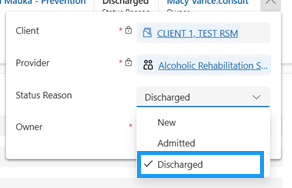 Mauka - Prevention Discharged Macy Vance.consult
Status Reason
Client * CLIENT 1, TEST RSM
Provider * Alcoholic Rehabilitation S...
Status Reason Discharged
Owner *
New
Admitted
Discharged